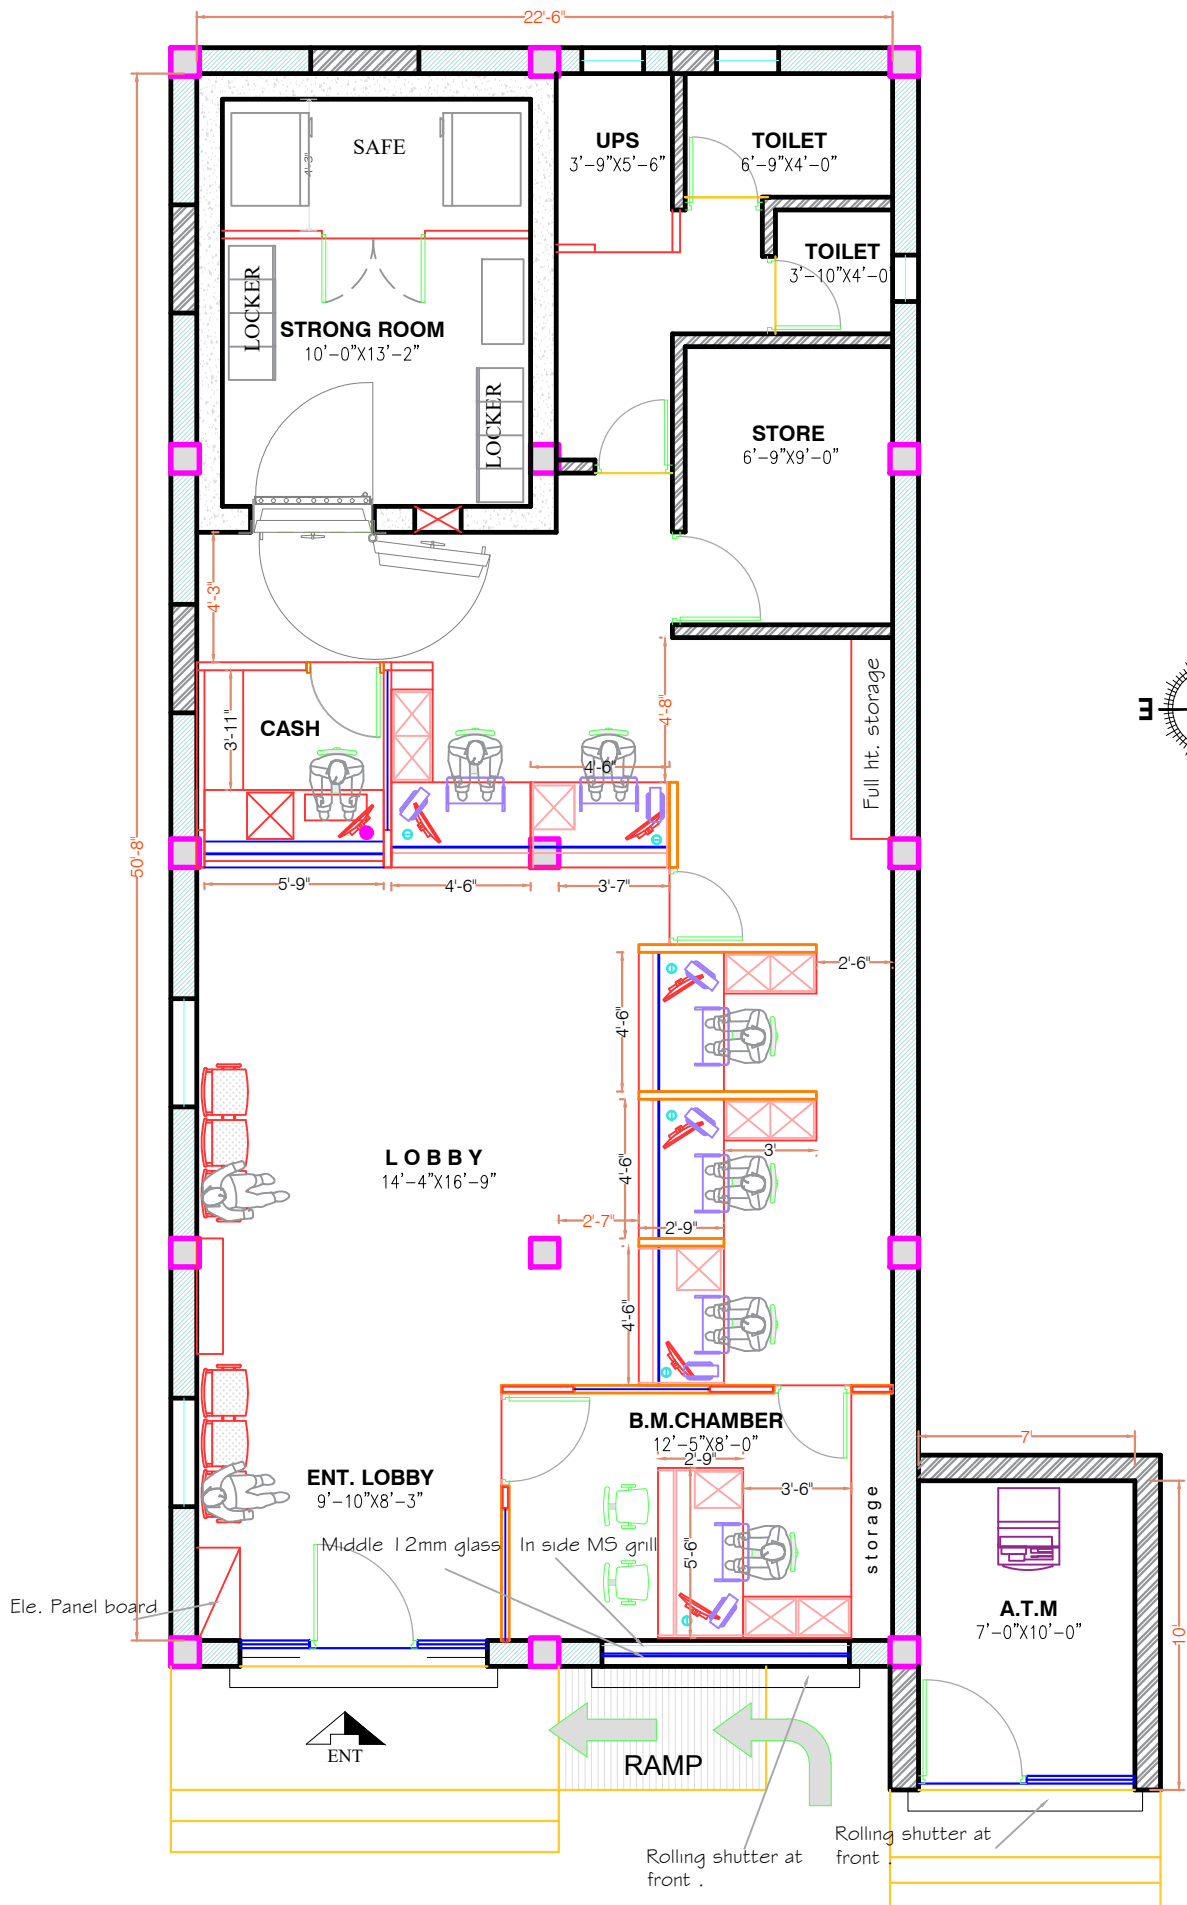 22'-6"
SAFE
4'-3"
UPS
3'-9"X5'-6"
TOILET
6'-9"X4'-0"
TOILET
3'-10"X4'-0
LOCKER
STRONG ROOM
10'-0"X13'-2"
LOCKER
STORE
6'-9"X9'-0"
4'-3"
3'-11"
CASH
4'-6"
4'-8"
Full ht. storage
E
50'-8"
5'-9"
4'-6"
3'-7"
2'-6"
4'-6"
LOBBY
14'-4"X16'-9"
4'-6"
3'
2'-7"
2'-9"
4'-6"
B.M.CHAMBER
12'-5"X8'-0"
2'-9"
3'-6"
5'-6"
storage
ENT. LOBBY
9'-10"X8'-3"
Middle 12mm glass
In side MS grill
Ele. Panel board
7'
A.T.M
7'-0"X10'-0"
10'
ENT
RAMP
Rolling shutter at
front .
Rolling shutter at
front .